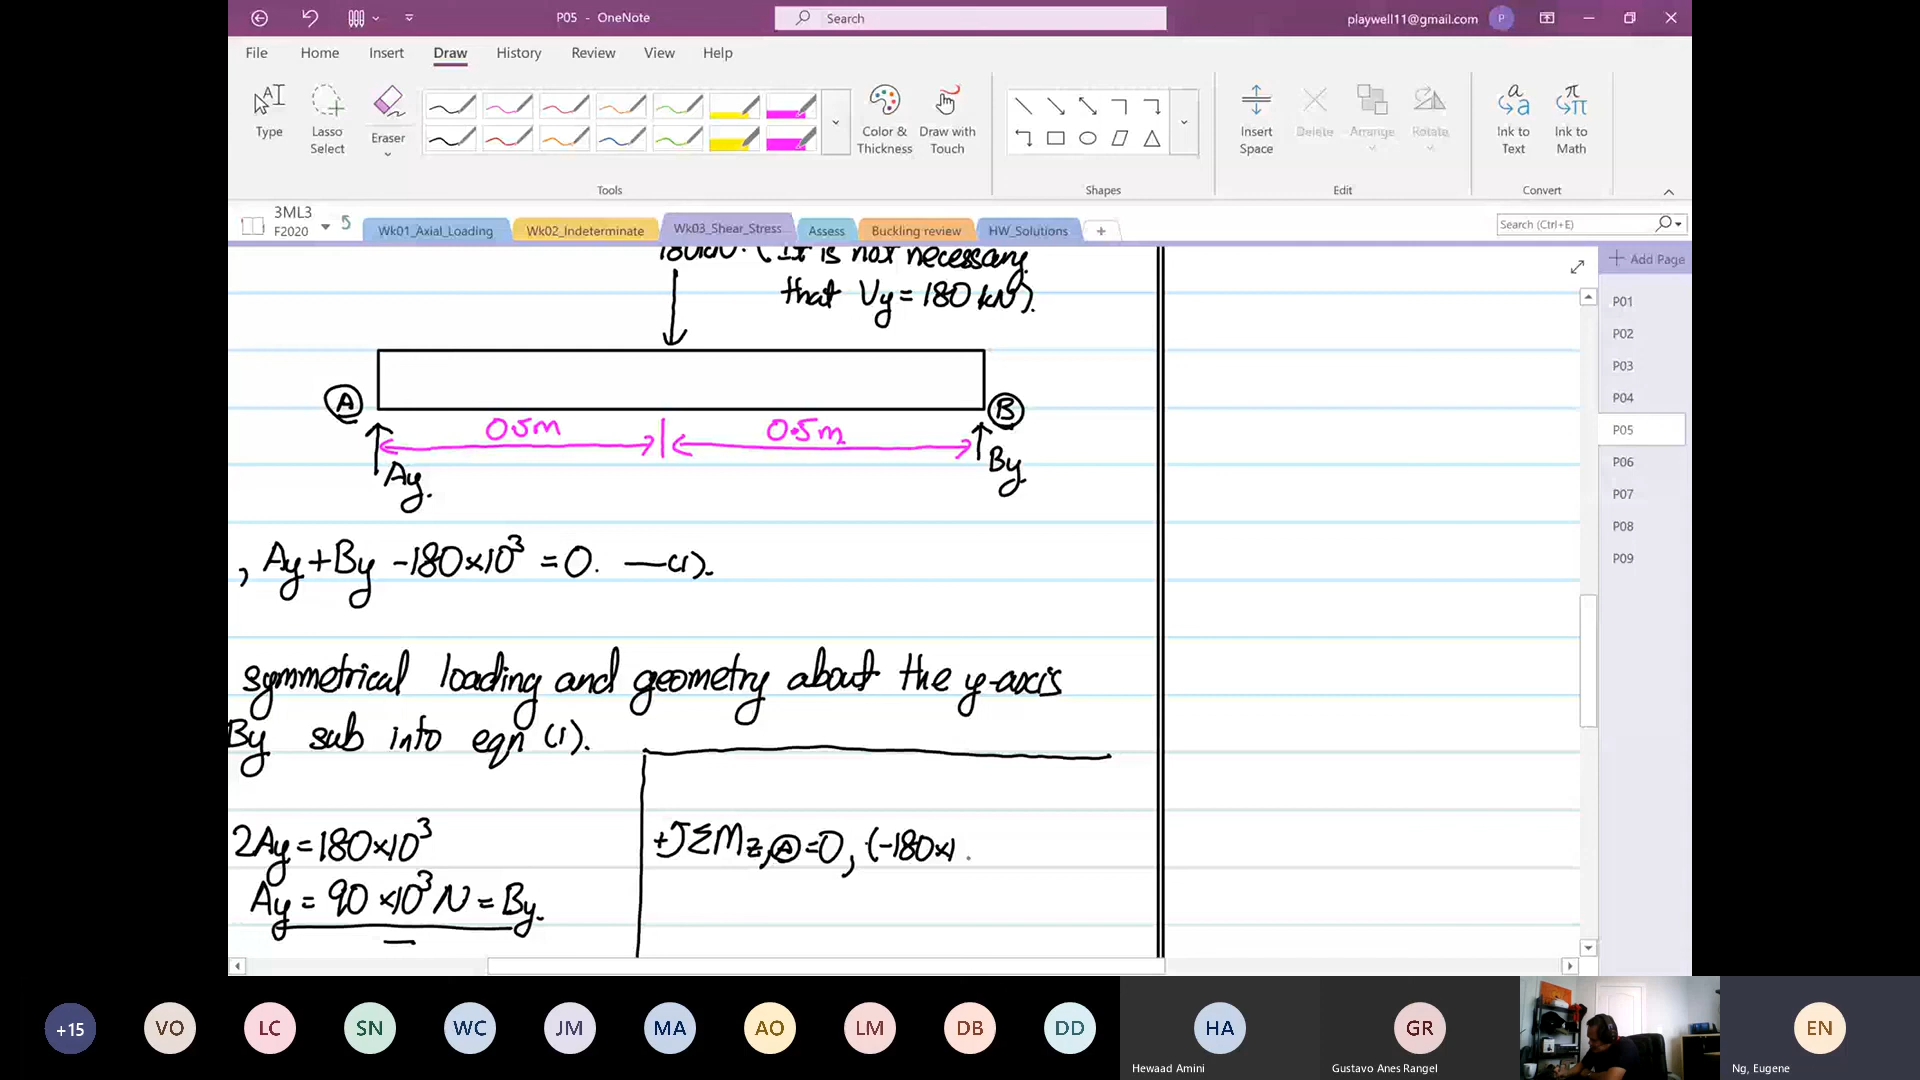 P05 - OneNote
Search
playwell11@gmail.com
P
File Home Insert Draw History Review View Help
Type
Lasso Select
Eraser
Color & Thickness
Draw with Touch
Insert Space
Delete
Arrange
Rotate
Ink to Text
Ink to Math
Tools
Shapes
Edit
Convert
3ML3 F2020
Wk01_Axial_Loading
Wk02_Indeterminate
Wk03_Shear_Stress
Assess
Buckling review
HW_Solutions
Search (Ctrl+E)
Add Page
P01
P02
P03
P04
P05
P06
P07
P08
P09
180kN. (It is not necessary
that Vy = 180 kN).
A
B
0.5m
0.5m
Ay.
By
, Ay+By -180×10³ = 0. —(1).
symmetrical loading and geometry about the y-axis
By sub into eqn (1).
2Ay = 180×10³
Ay = 90 ×10³ N = By.
+ΣMz,A=0, (-180×1
+15
VO
LC
SN
WC
JM
MA
AO
LM
DB
DD
HA
Hewaad Amini
GR
Gustavo Anes Rangel
EN
Ng, Eugene